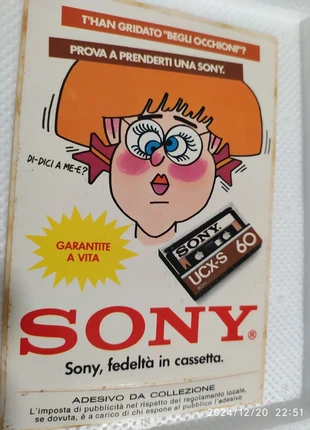 T'HAN GRIDATO "BEGLI OCCHIONI"?
PROVA A PRENDERTI UNA SONY.
DI-DICI A ME-E?
SONY
UCX-S 60
GARANTITE
A VITA
SONY®
Sony, fedeltà in cassetta.
ADESIVO DA COLLEZIONE
L'imposta di pubblicità nel rispetto del regolamento locale,
se dovuta, è a carico di chi espone al pubblico l'adesivo
2024/12/20 22:51